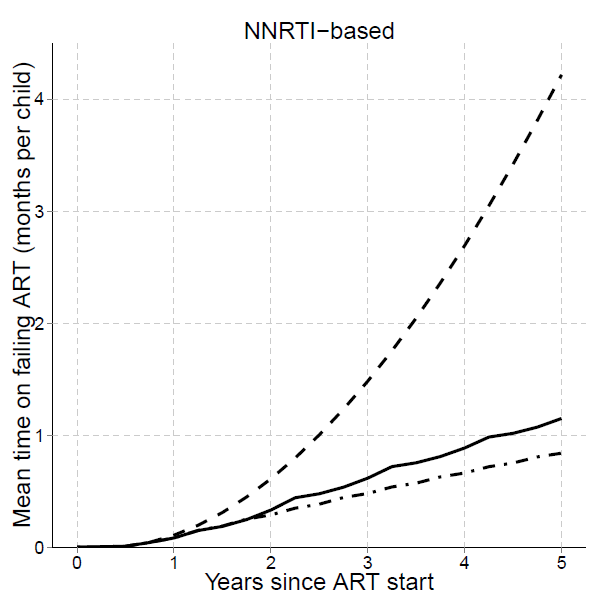 NNRTI−based
Mean time on failing ART (months per child)
4
3
2
1
0
0 1 2 3 4 5
Years since ART start